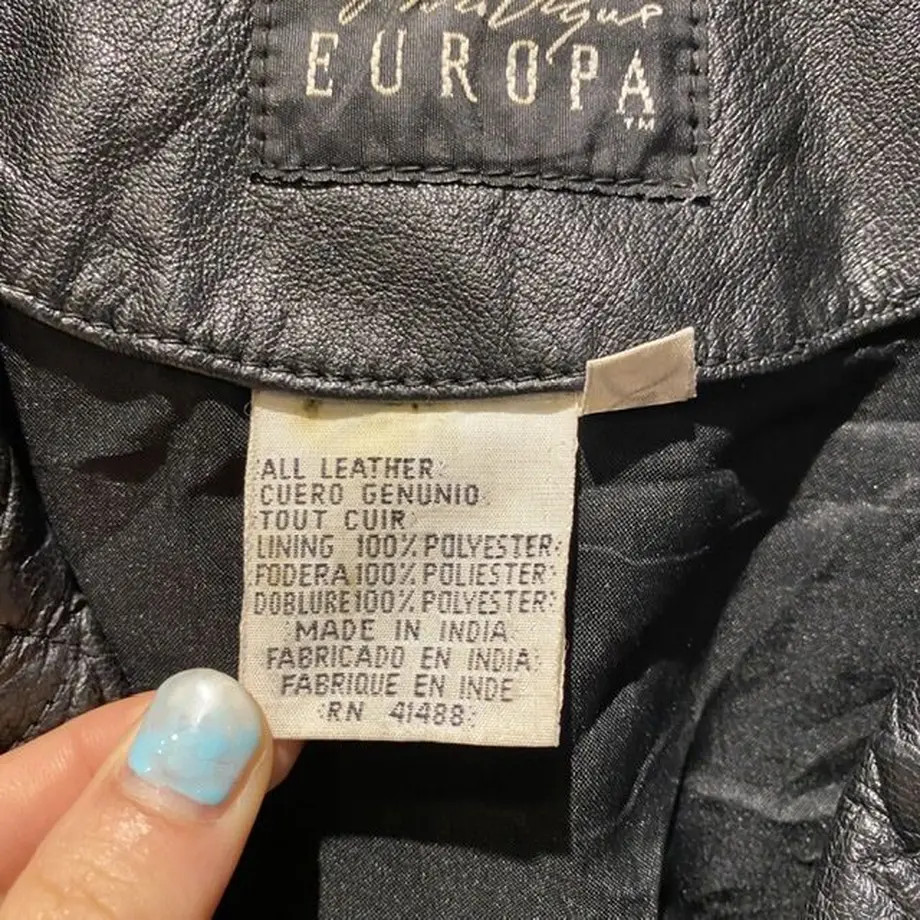 EUROPA
TM
ALL LEATHER
CUERO GENUNIO
TOUT CUIR
LINING 100% POLYESTER
FODERA 100% POLIESTER
DOBLURE 100% POLYESTER
MADE IN INDIA
FABRICADO EN INDIA
FABRIQUE EN INDE
RN 41488